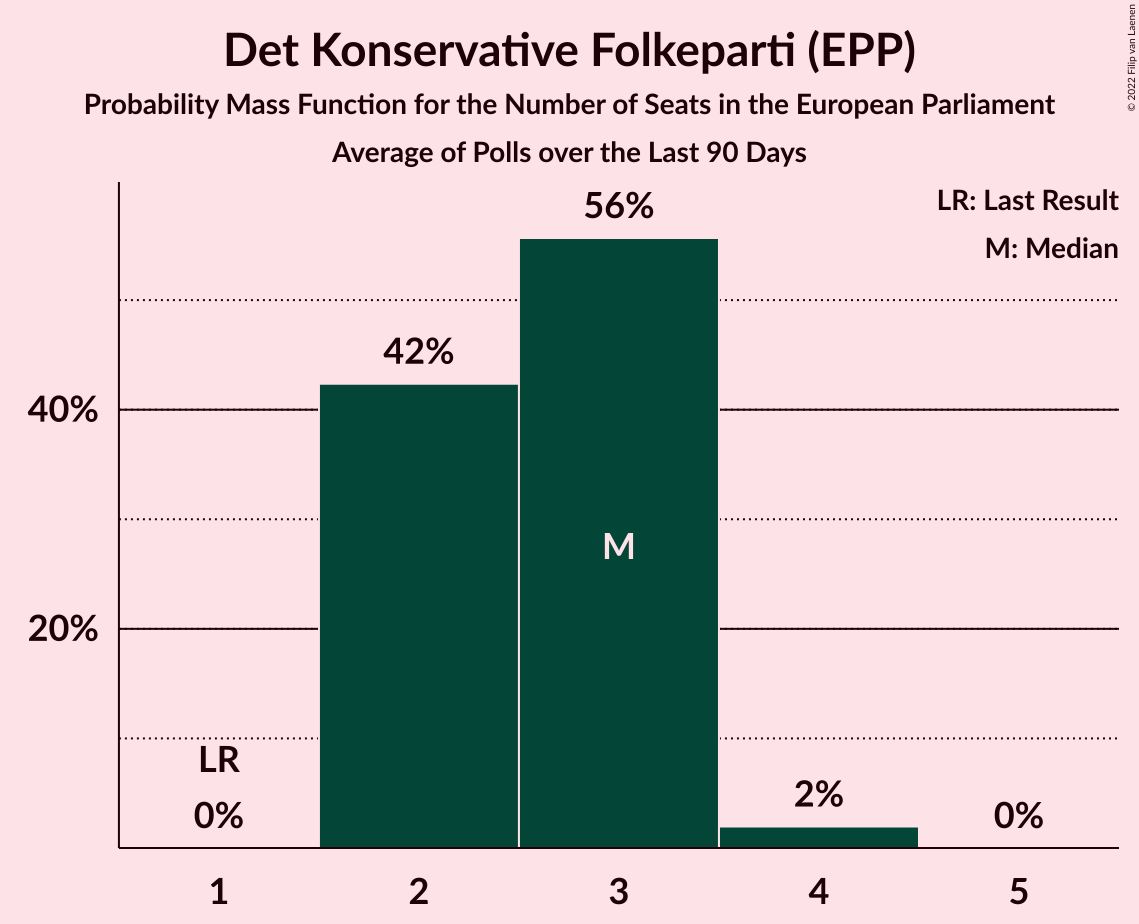 Det Konservative Folkeparti (EPP)
Probability Mass Function for the Number of Seats in the European Parliament
Average of Polls over the Last 90 Days
© 2022 Filip van Laenen
LR: Last Result
M: Median
56%
42%
40%
M
20%
LR
0%
2%
0%
1 2 3 4 5